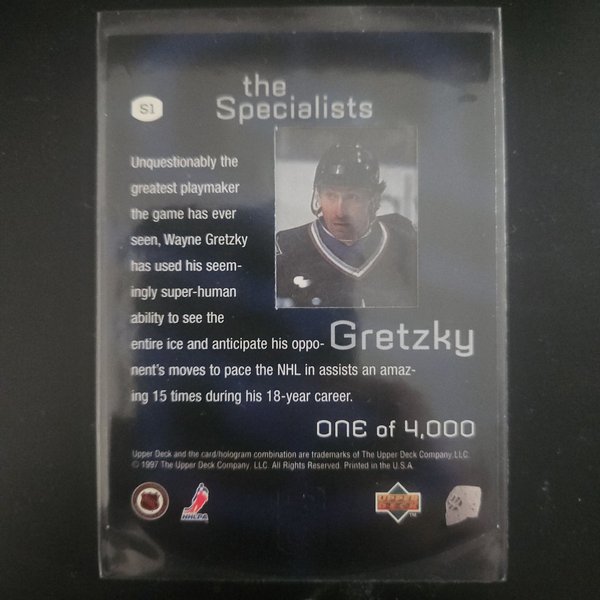 S1
the
Specialists
Unquestionably the
greatest playmaker
the game has ever
seen, Wayne Gretzky
has used his seem-
ingly super-human
ability to see the
entire ice and anticipate his oppo-
nent's moves to pace the NHL in assists an amaz-
ing 15 times during his 18-year career.
Gretzky
ONE of 4,000
Upper Deck and the card/hologram combination are trademarks of The Upper Deck Company, LLC.
© 1997 The Upper Deck Company, LLC. All Rights Reserved. Printed in the U.S.A.
NHLPA
UPPER
DECK
TM